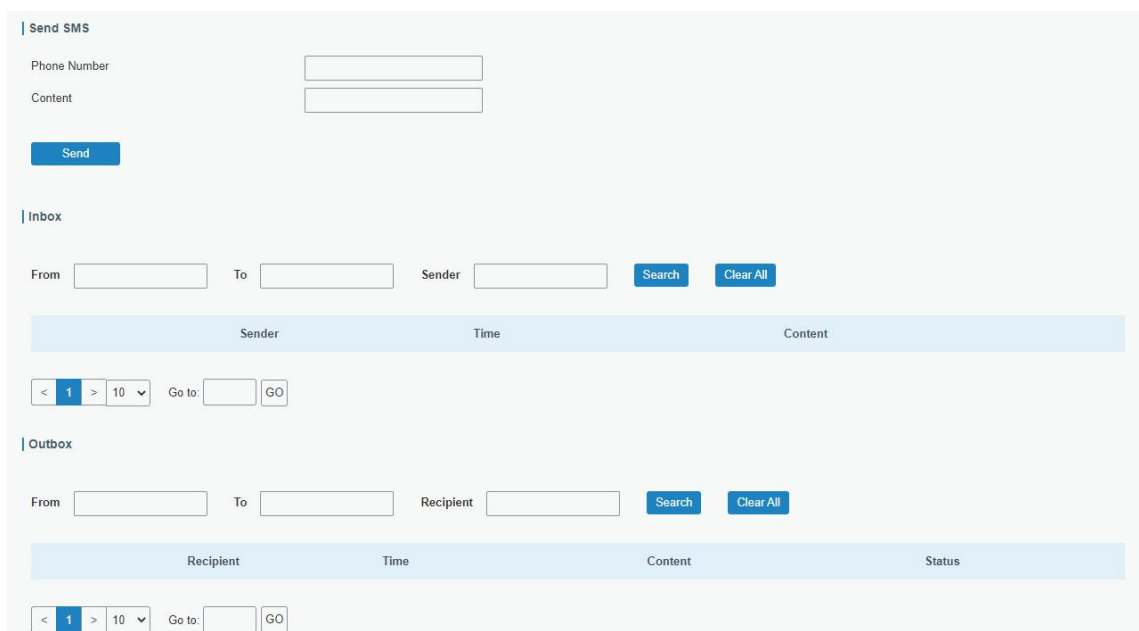 Send SMS
Phone Number
Content
Send
Inbox
From To Sender Search Clear All
Sender Time Content
< 1 > 10 Go to: GO
Outbox
From To Recipient Search Clear All
Recipient Time Content Status
< 1 > 10 Go to: GO